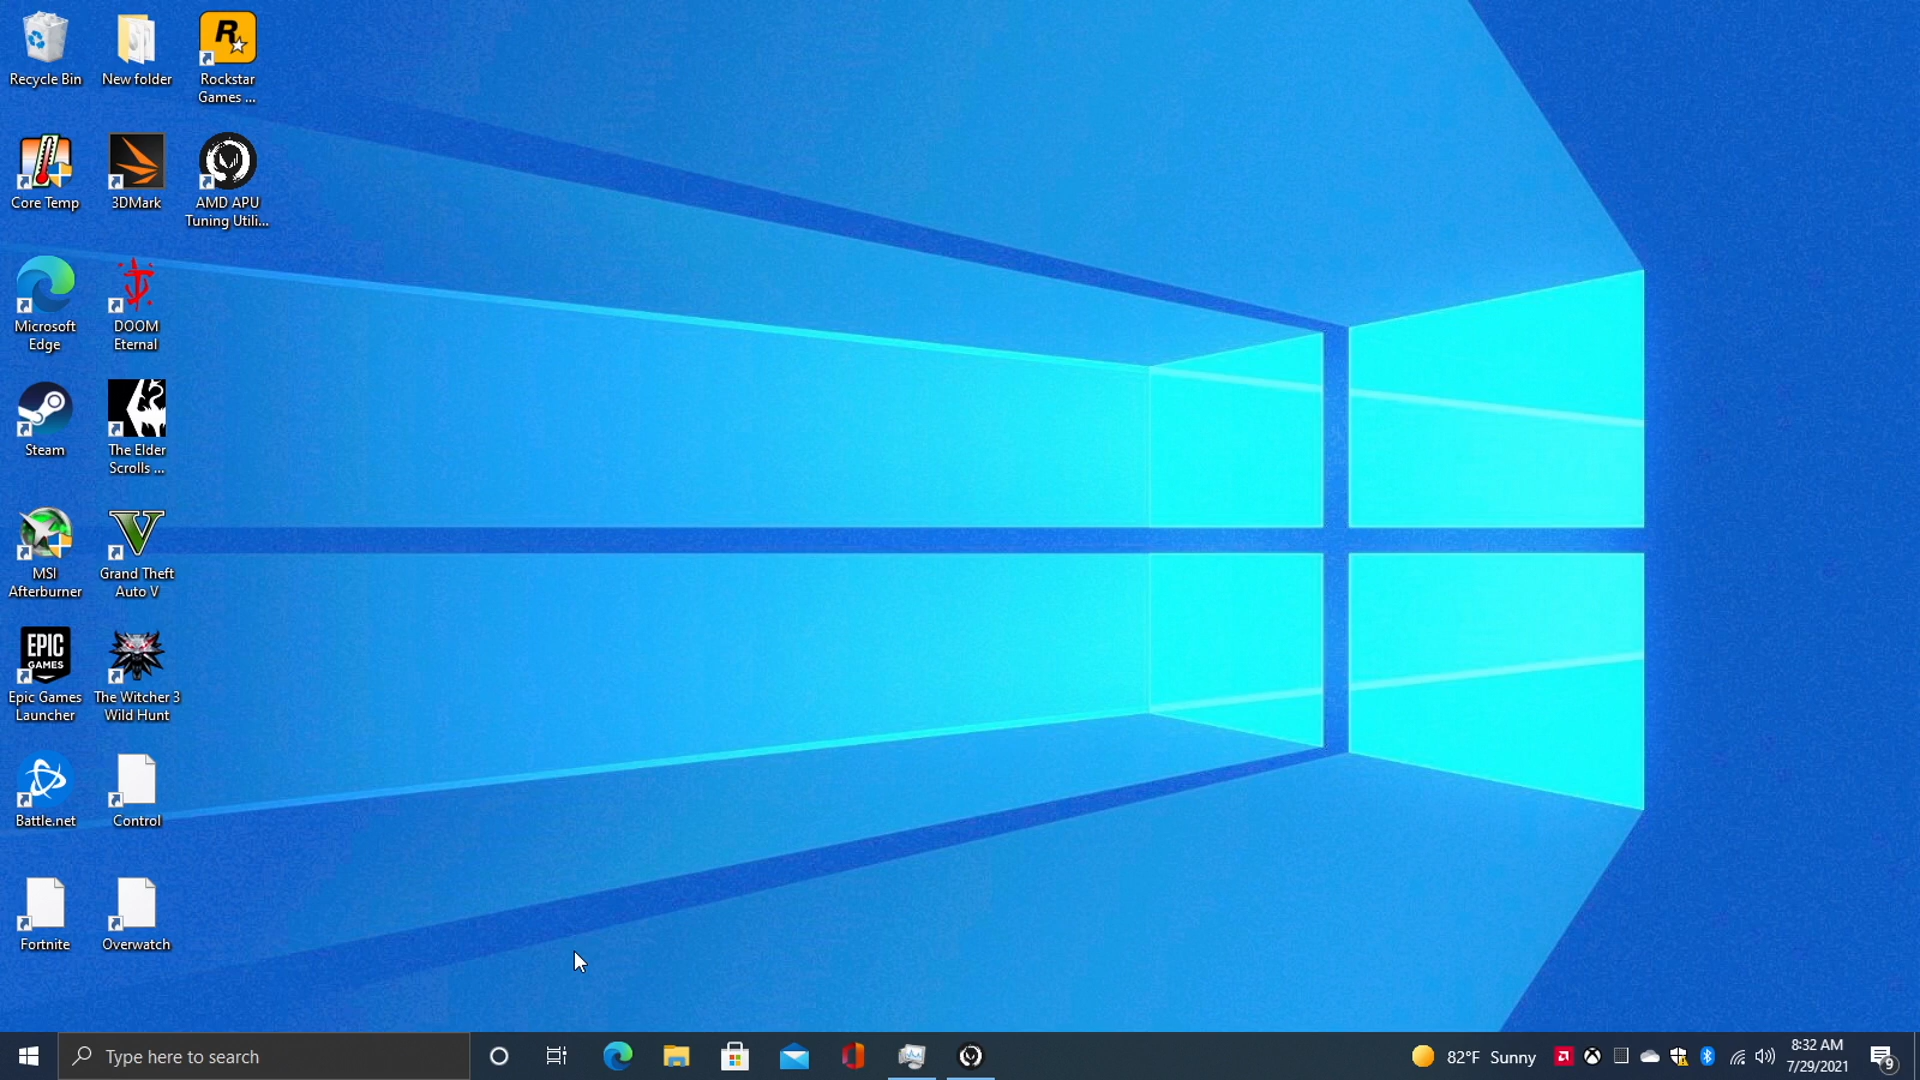 Recycle Bin
New folder
Rockstar
Games ...
Core Temp
3DMark
AMD APU
Tuning Utili...
Microsoft
Edge
DOOM
Eternal
Steam
The Elder
Scrolls ...
MSI
Afterburner
Grand Theft
Auto V
EPIC
GAMES
Epic Games
Launcher
The Witcher 3
Wild Hunt
Battle.net
Control
Fortnite
Overwatch
Type here to search
82°F Sunny
8:32 AM
7/29/2021
9